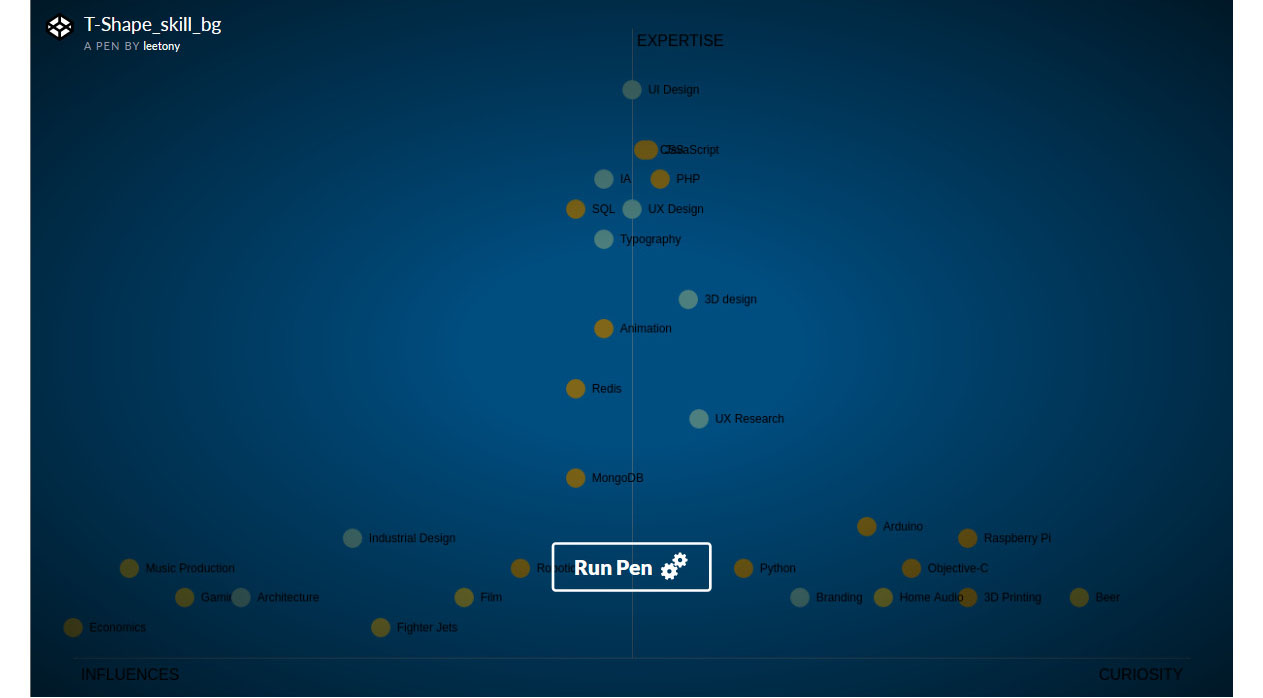 T-Shape_skill_bg
A PEN BY leetony
EXPERTISE
UI Design
CSS JavaScript
IA
PHP
SQL
UX Design
Typography
3D design
Animation
Redis
UX Research
MongoDB
Arduino
Industrial Design
Raspberry PI
Music Production
Run Pen
Python
Objective-C
Architecture
Film
Branding
Home Audio
3D Printing
Beer
Economics
Fighter Jets
INFLUENCES
CURIOSITY